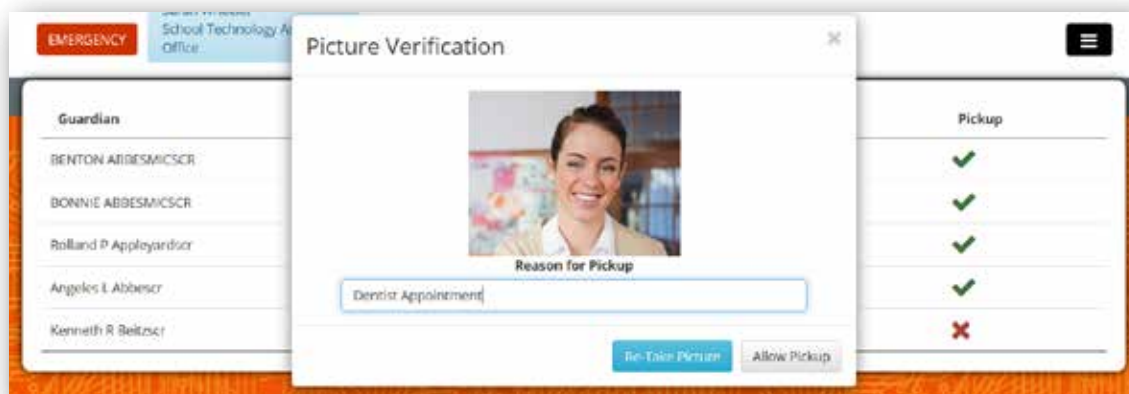 EMERGENCY
School Technology
Office
Picture Verification
×
Guardian
Pickup
BENTON ABBESMICSCR
BONNIE ABBESMICSCR
Rolland P Appleyardscr
Angeles L Abbescr
Kenneth R Beitzscr
Reason for Pickup
Dentist Appointment
Re-Take Picture
Allow Pickup